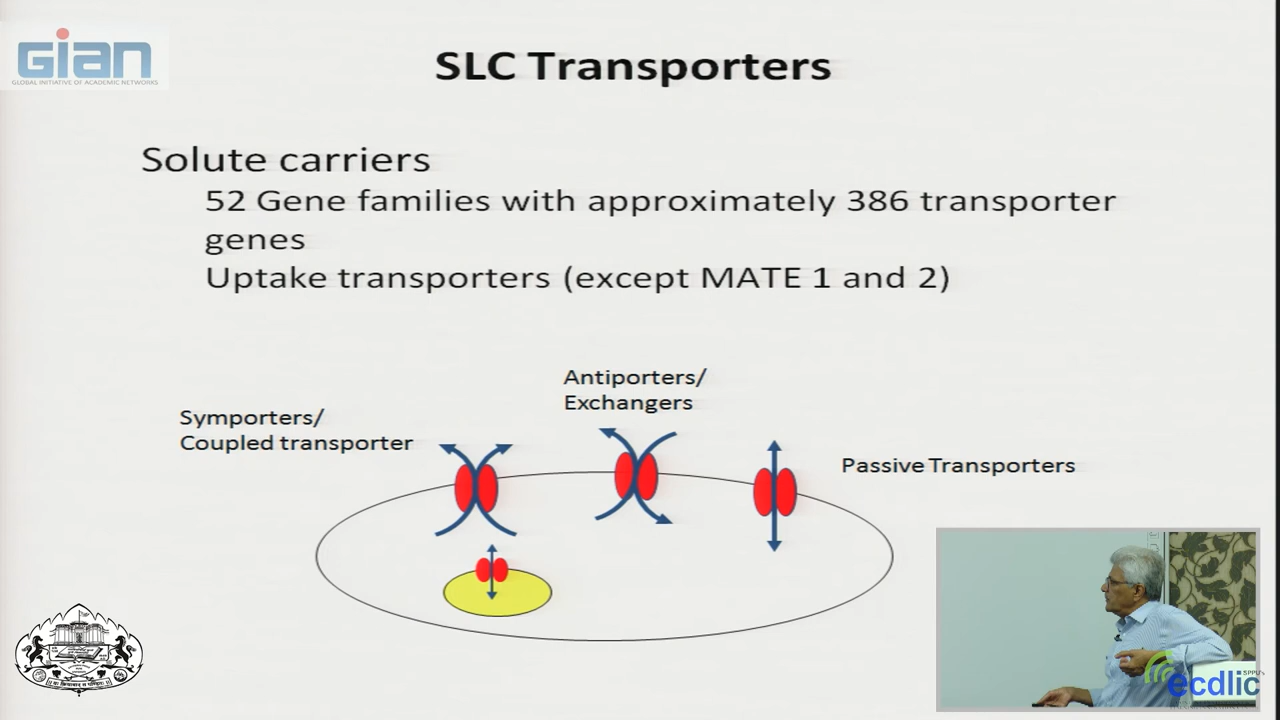 GIAN
GLOBAL INITIATIVE OF ACADEMIC NETWORKS
SLC Transporters
Solute carriers
52 Gene families with approximately 386 transporter
genes
Uptake transporters (except MATE 1 and 2)
Antiporters/
Exchangers
Symporters/
Coupled transporter
Passive Transporters
SPPU's
ecdlic